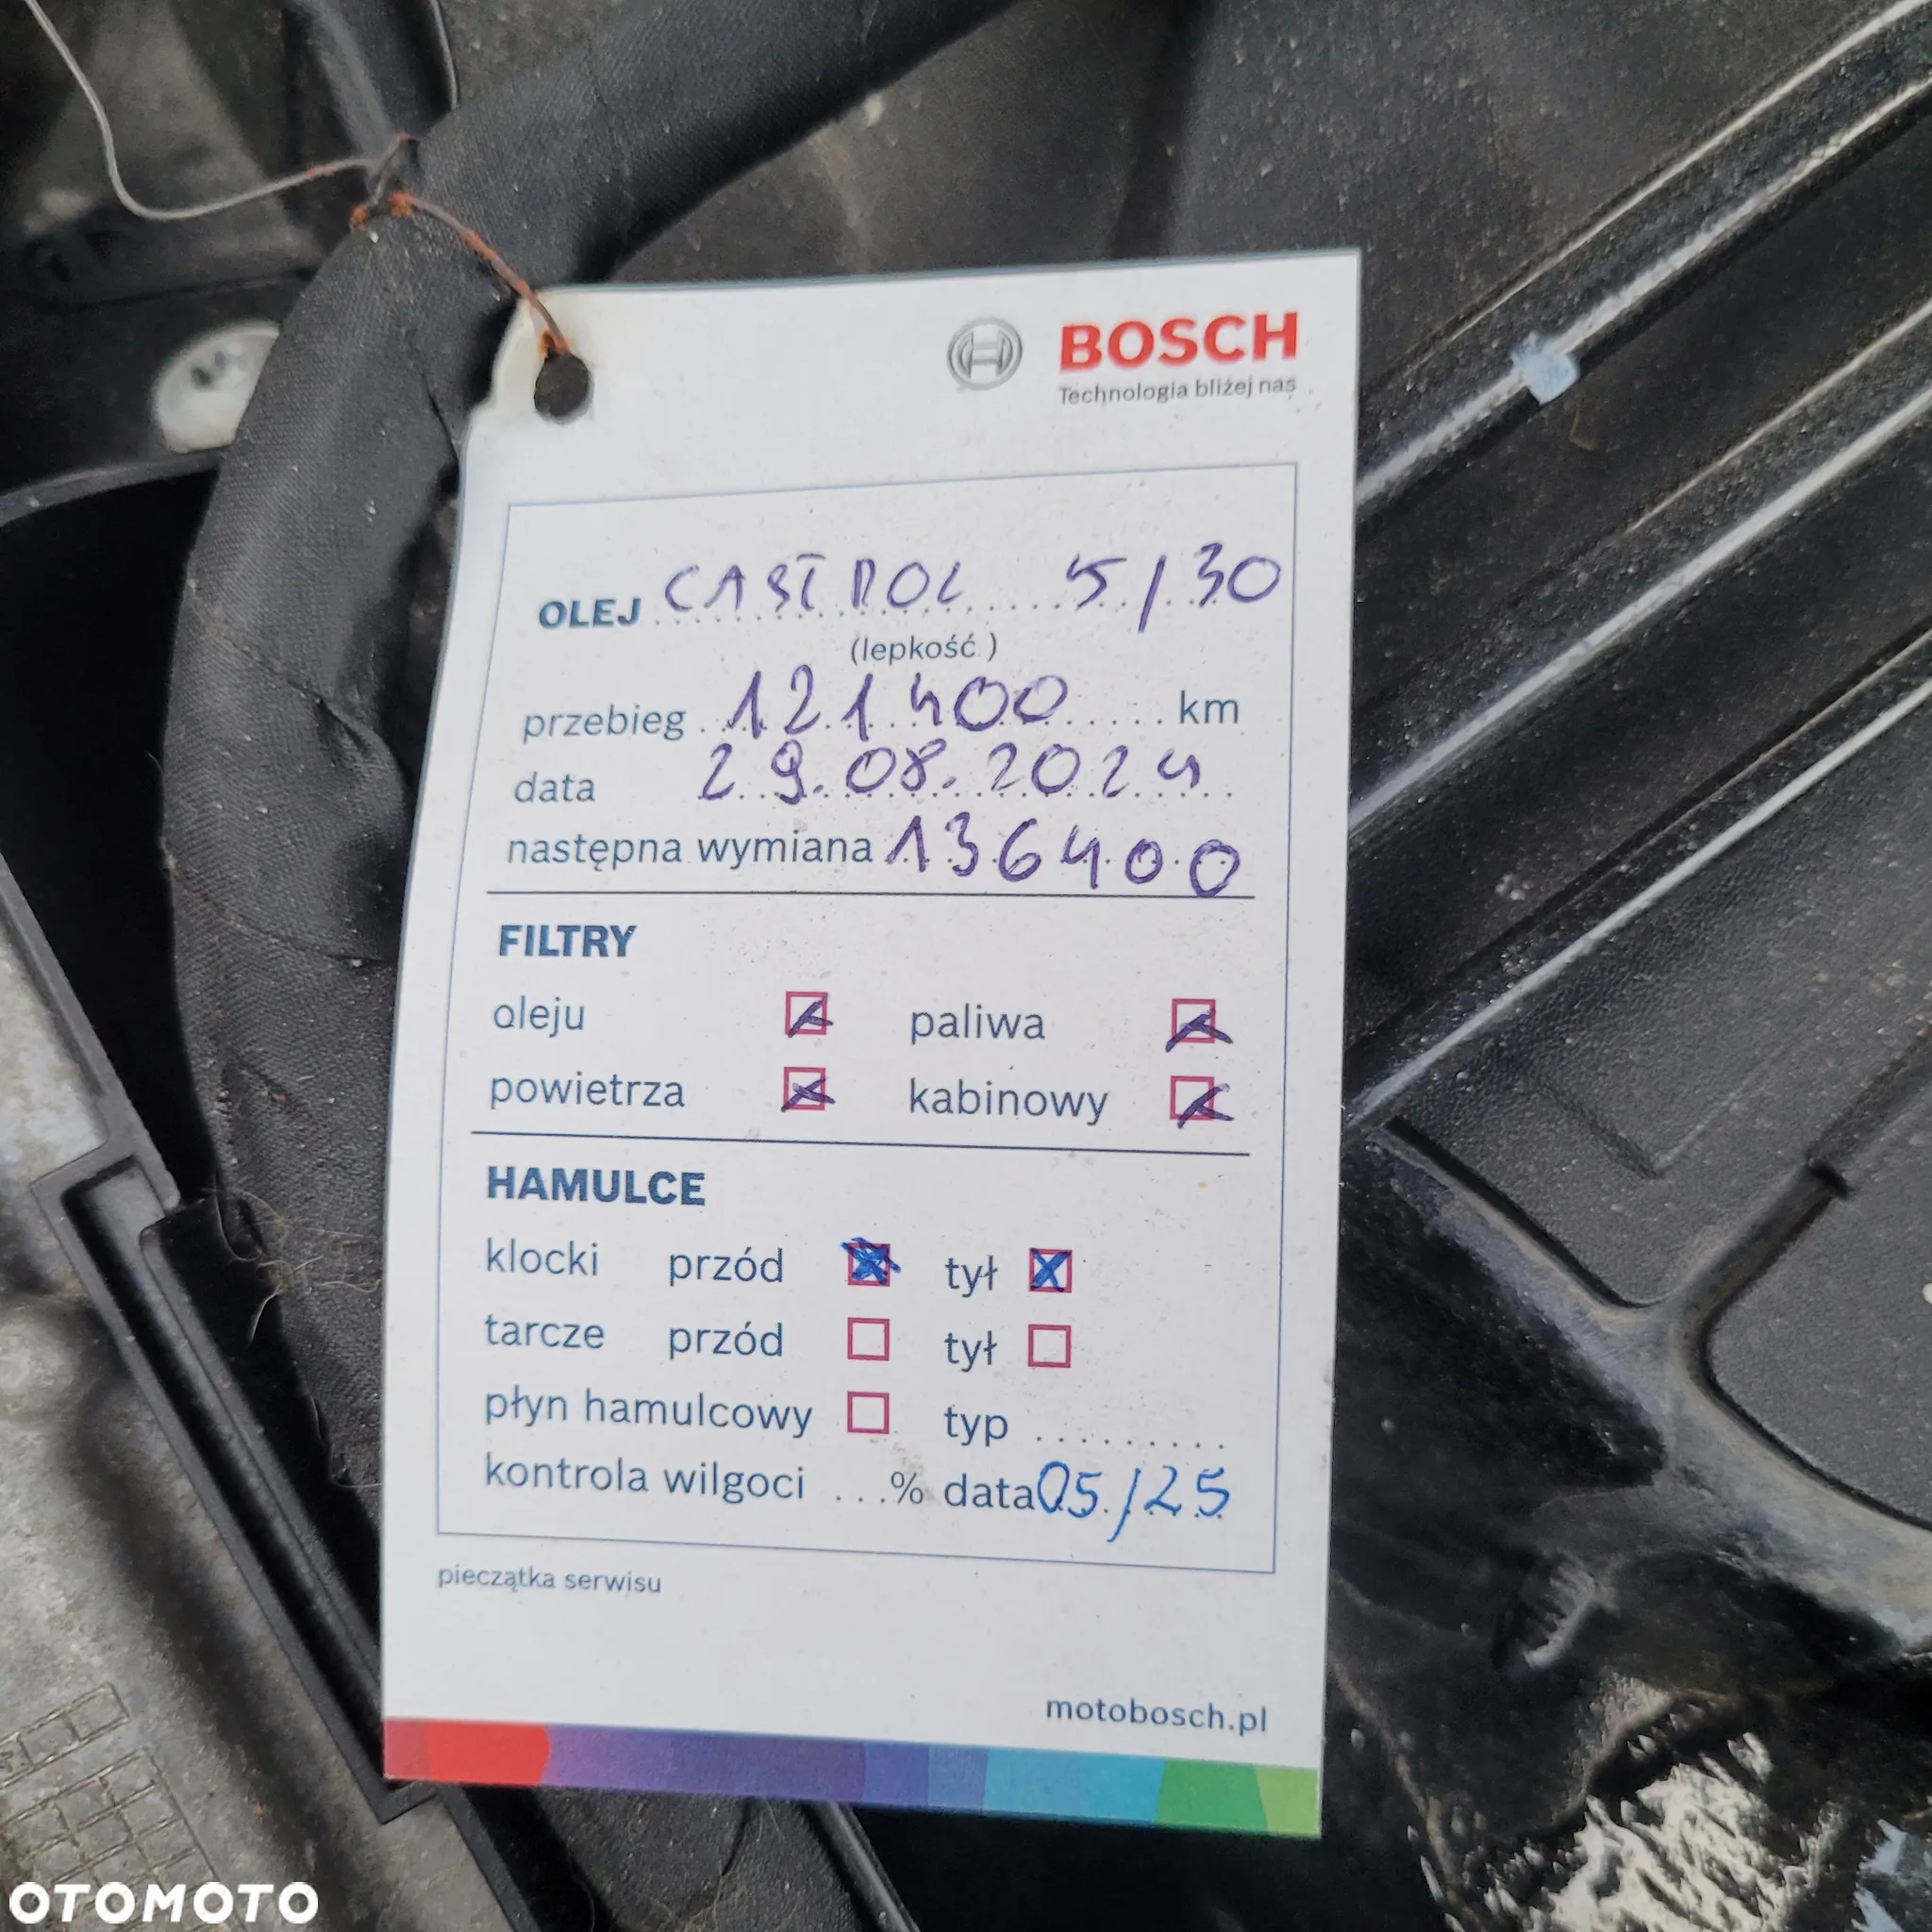 BOSCH
Technologia bliżej nas
OLEJ CASTROL 5/30
(lepkość)
przebieg 121400 km
data 29.08.2024
następna wymiana 136400
FILTRY
oleju paliwa
powietrza kabinowy
HAMULCE
klocki przód tył
tarcze przód tył
płyn hamulcowy typ .........
kontrola wilgoci ...% data 05/25
pieczątka serwisu
motobosch.pl
OTOMOTO